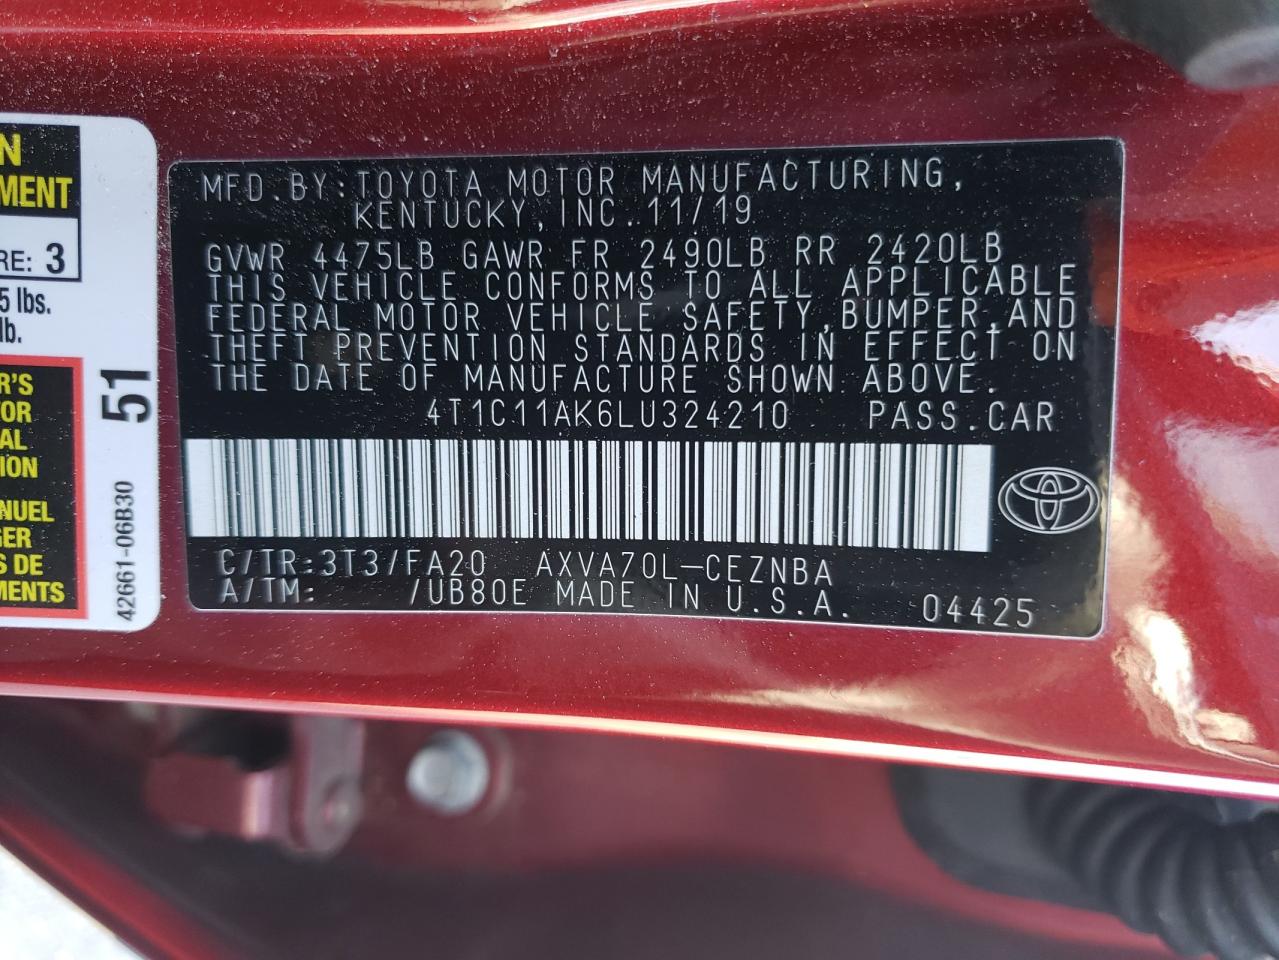 N
MENT
RE: 3
5 lbs.
lb.
R'S
OR
AL
TION
NUEL
GER
S DE
MENTS
51
42661-06B30
MFD.BY:TOYOTA MOTOR MANUFACTURING,
KENTUCKY,INC.11/19
GVWR 4475LB GAWR FR 2490LB RR 2420LB
THIS VEHICLE CONFORMS TO ALL APPLICABLE
FEDERAL MOTOR VEHICLE SAFETY,BUMPER,AND
THEFT PREVENTION STANDARDS IN EFFECT ON
THE DATE OF MANUFACTURE SHOWN ABOVE.
4T1C11AK6LU324210 PASS.CAR
C/TR:3T3/FA20 AXVA70L-CEZNBA
A/TM: /UB80E MADE IN U.S.A. 04425